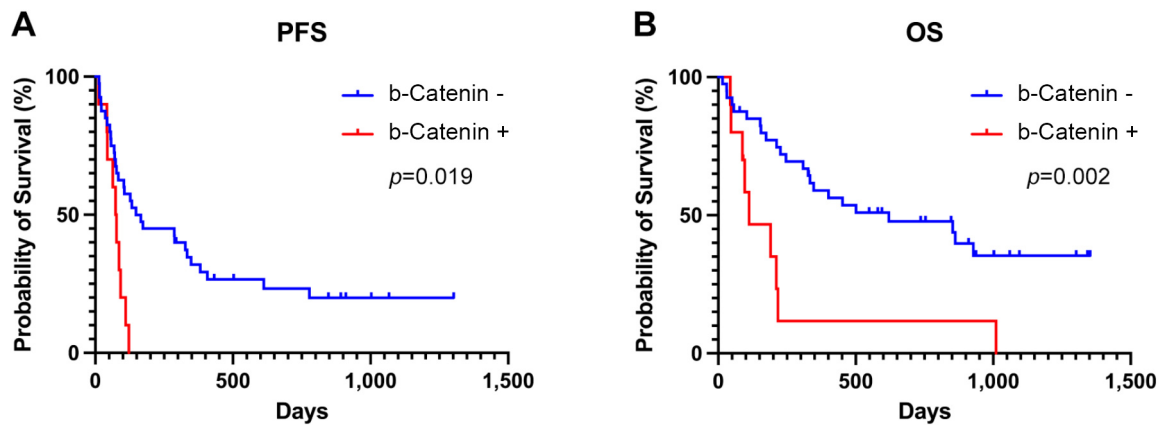 A
PFS
Probability of Survival (%)
100
50
0
b-Catenin -
b-Catenin +
p=0.019
0 500 1,000 1,500
Days
B
OS
Probability of Survival (%)
100
50
0
b-Catenin -
b-Catenin +
p=0.002
0 500 1,000 1,500
Days